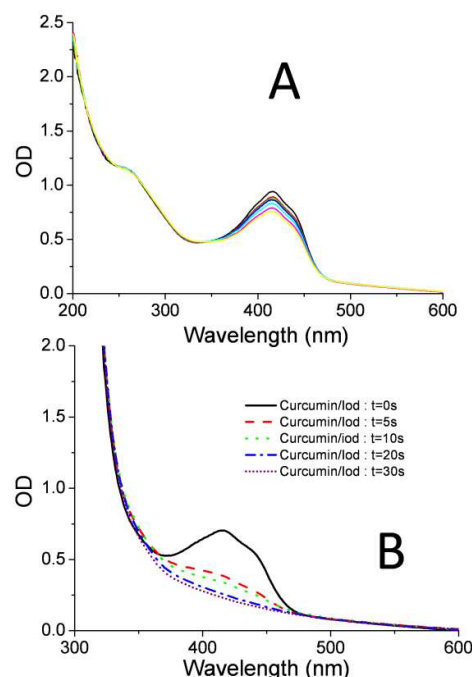 2.5
2.0
1.5
1.0
0.5
0.0
OD
A
200 300 400 500 600
Wavelength (nm)
2.0
1.5
1.0
0.5
0.0
OD
Curcumin/Iod : t=0s
Curcumin/Iod : t=5s
Curcumin/Iod : t=10s
Curcumin/Iod : t=20s
Curcumin/Iod : t=30s
B
300 400 500 600
Wavelength (nm)